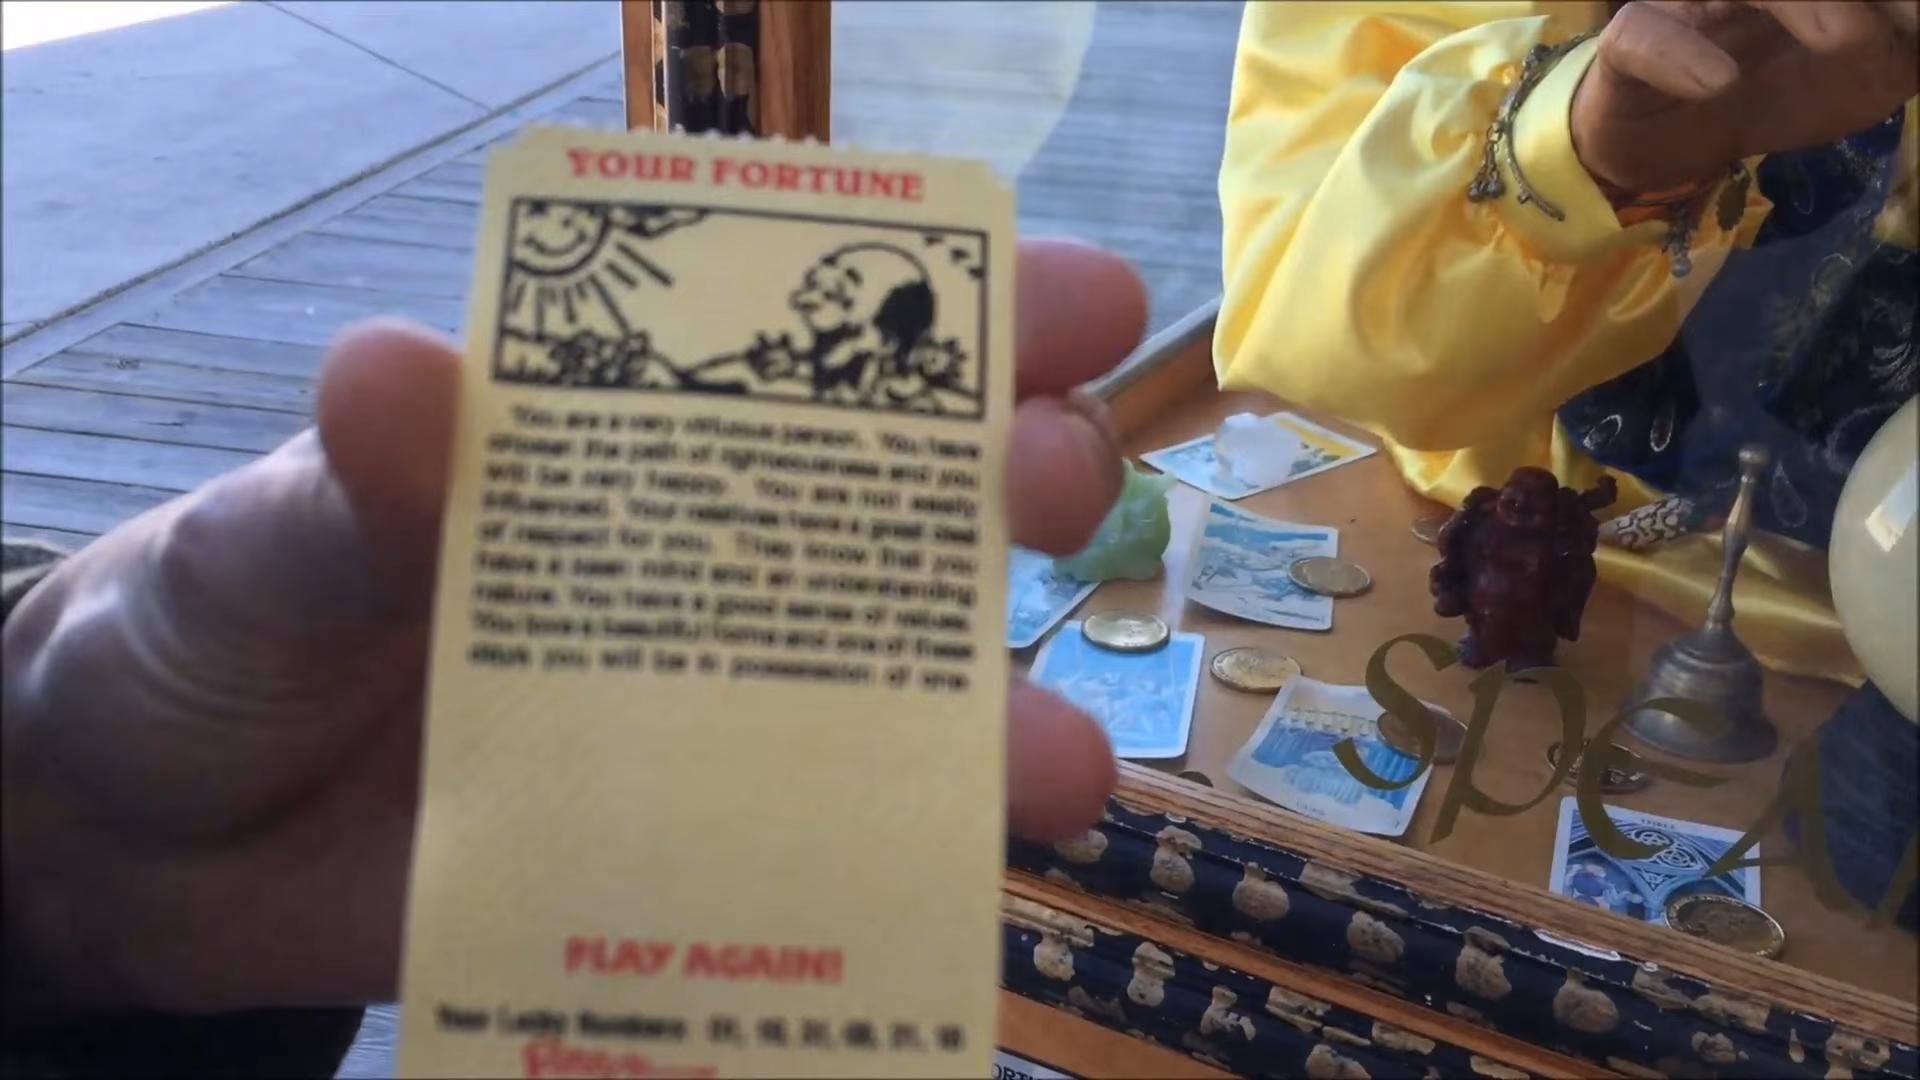 YOUR FORTUNE
You are a very virtuous person. You have
chosen the path of righteousness and you
will be very happy. You are not easily
influenced. Your relatives have a great deal
of respect for you. They know that you
have a keen mind and an understanding
nature. You have a good sense of values.
You love a beautiful home and one of these
days you will be in possession of one.
PLAY AGAIN!
Your Lucky Numbers
SPEA